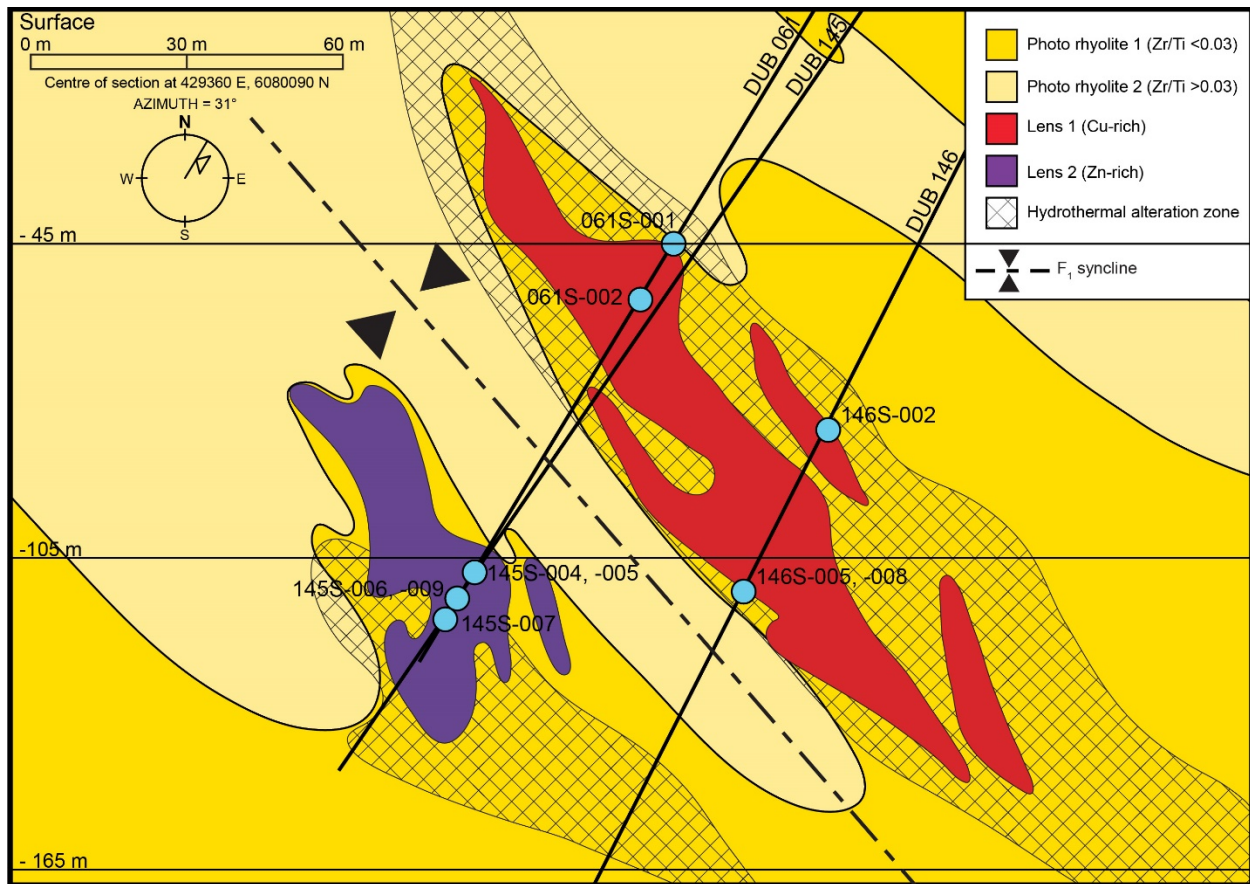 Surface
0 m 30 m 60 m
Centre of section at 429360 E, 6080090 N
AZIMUTH = 31°
N
W E
S
DUB 061
DUB 145
DUB 146
Photo rhyolite 1 (Zr/Ti <0.03)
Photo rhyolite 2 (Zr/Ti >0.03)
Lens 1 (Cu-rich)
Lens 2 (Zn-rich)
Hydrothermal alteration zone
F₁ syncline
061S-001
- 45 m
061S-002
146S-002
-105 m
145S-004, -005
145S-006, -009
146S-005, -008
145S-007
- 165 m